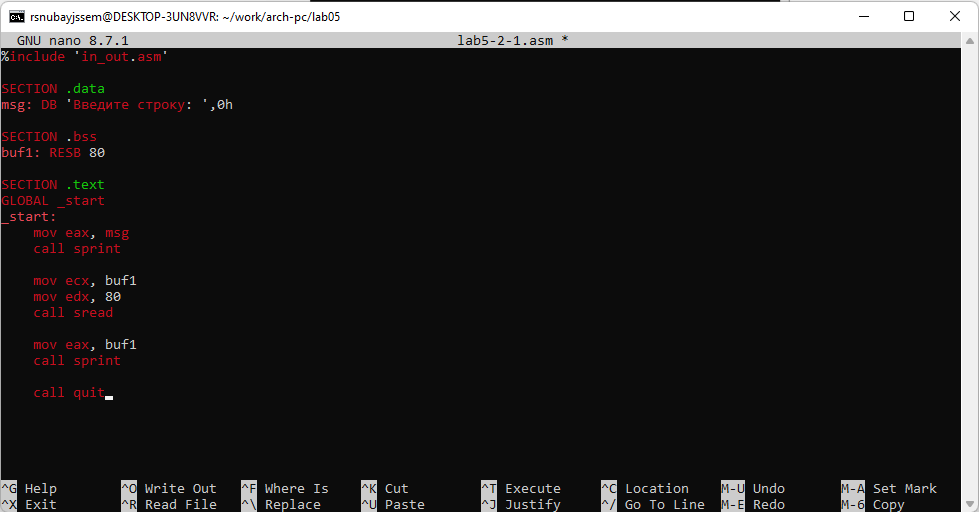 rsnubayjssem@DESKTOP-3UN8VVR: ~/work/arch-pc/lab05
GNU nano 8.7.1 lab5-2-1.asm *
%include 'in_out.asm'
SECTION .data
msg: DB 'Введите строку: ',0h
SECTION .bss
buf1: RESB 80
SECTION .text
GLOBAL _start
_start:
mov eax, msg
call sprint
mov ecx, buf1
mov edx, 80
call sread
mov eax, buf1
call sprint
call quit
^G Help ^O Write Out ^F Where Is ^K Cut ^T Execute ^C Location M-U Undo M-A Set Mark
^X Exit ^R Read File ^\ Replace ^U Paste ^J Justify ^/ Go To Line M-E Redo M-6 Copy